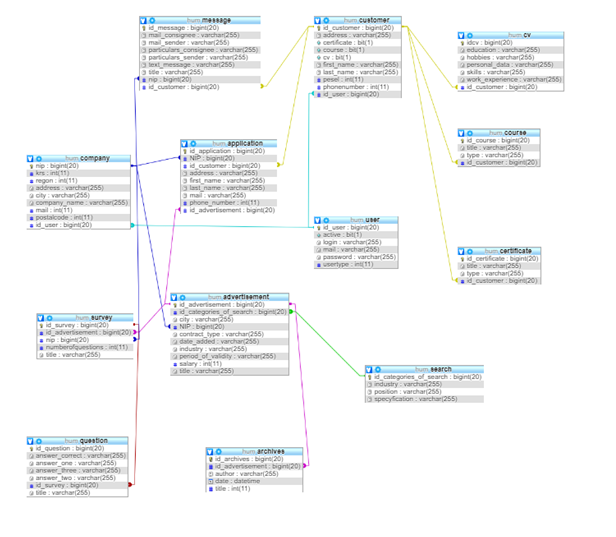 hum message
id_message : bigint(20)
mail_consignee : varchar(255)
mail_sender : varchar(255)
particulars_consignee : varchar(255)
particulars_sender : varchar(255)
text_message : varchar(255)
title : varchar(255)
nip : bigint(20)
id_customer : bigint(20)
hum customer
id_customer : bigint(20)
address : varchar(255)
certificate : bit(1)
course : bit(1)
cv : bit(1)
first_name : varchar(255)
last_name : varchar(255)
pesel : int(11)
phonenumber : int(11)
id_user : bigint(20)
hum cv
idcv : bigint(20)
education : varchar(255)
hobbies : varchar(255)
personal_data : varchar(255)
skills : varchar(255)
work_experience : varchar(255)
id_customer : bigint(20)
hum course
id_course : bigint(20)
title : varchar(255)
type : varchar(255)
id_customer : bigint(20)
hum application
id_application : bigint(20)
NIP : bigint(20)
id_customer : bigint(20)
address : varchar(255)
first_name : varchar(255)
last_name : varchar(255)
mail : varchar(255)
phone_number : int(11)
id_advertisement : bigint(20)
hum company
nip : bigint(20)
krs : int(11)
regon : int(11)
address : varchar(255)
city : varchar(255)
company_name : varchar(255)
mail : int(11)
postalcode : int(11)
id_user : bigint(20)
hum user
id_user : bigint(20)
active : bit(1)
login : varchar(255)
mail : varchar(255)
password : varchar(255)
usertype : int(11)
hum certificate
id_certificate : bigint(20)
title : varchar(255)
type : varchar(255)
id_customer : bigint(20)
hum advertisement
id_advertisement : bigint(20)
id_categories_of_search : bigint(20)
city : varchar(255)
NIP : bigint(20)
contract_type : varchar(255)
date_added : varchar(255)
industry : varchar(255)
period_of_validity : varchar(255)
salary : int(11)
title : varchar(255)
hum survey
id_survey : bigint(20)
id_advertisement : bigint(20)
nip : bigint(20)
numberofquestions : int(11)
title : varchar(255)
hum search
id_categories_of_search : bigint(20)
industry : varchar(255)
position : varchar(255)
specyfication : varchar(255)
hum question
id_question : bigint(20)
answer_correct : varchar(255)
answer_one : varchar(255)
answer_three : varchar(255)
answer_two : varchar(255)
id_survey : bigint(20)
title : varchar(255)
hum archives
id_archives : bigint(20)
id_advertisement : bigint(20)
author : varchar(255)
date : datetime
title : int(11)